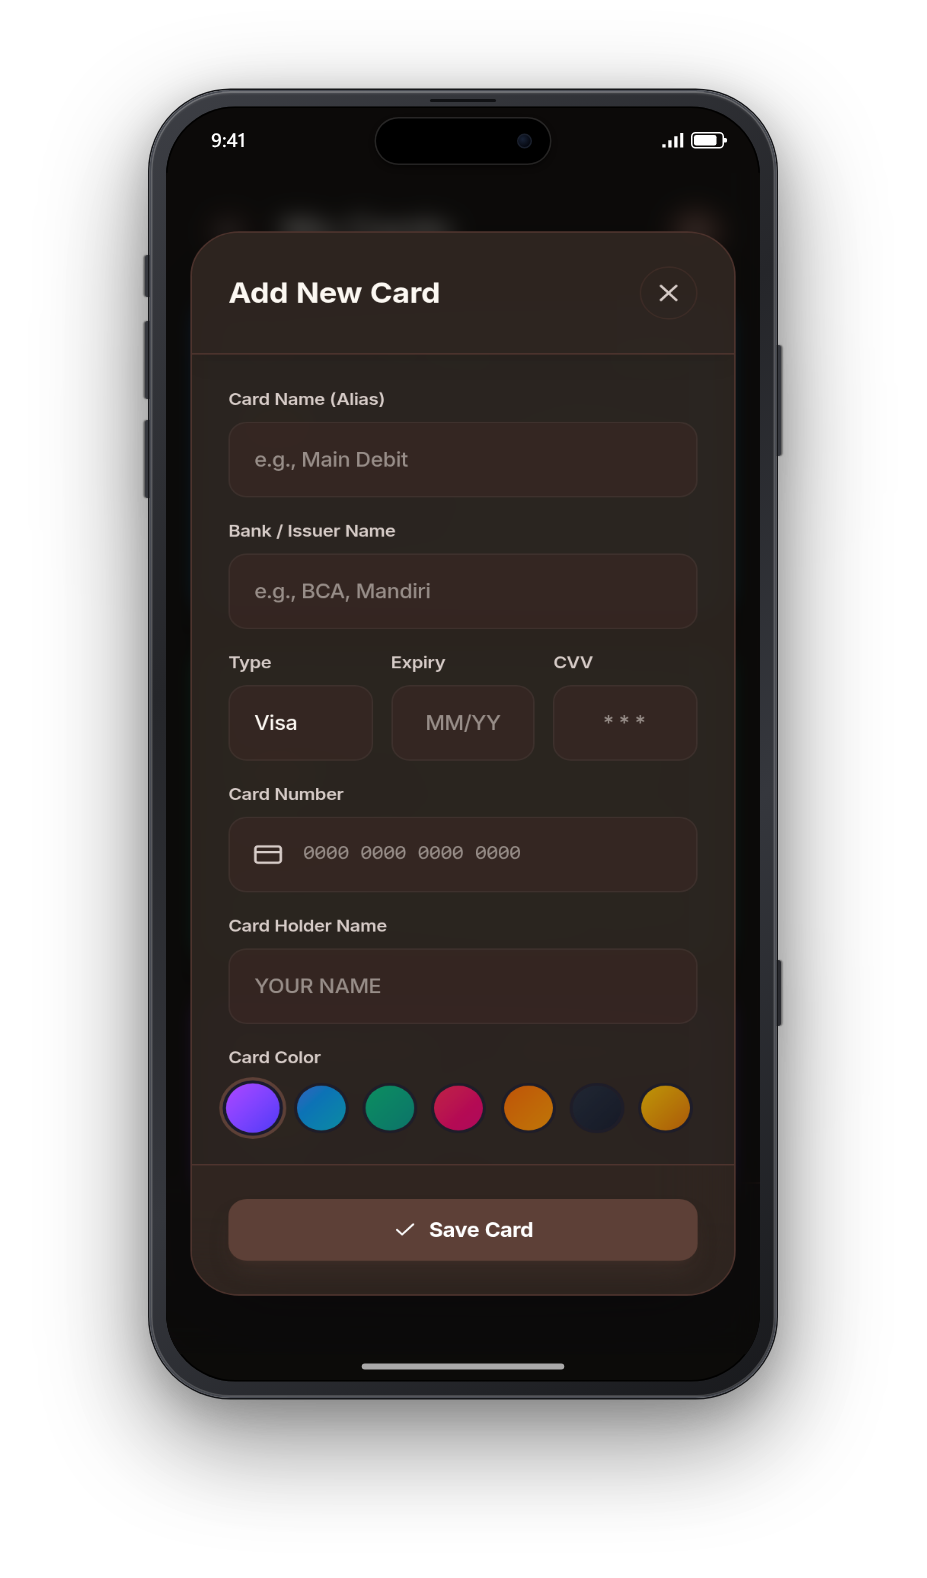 9:41
Add New Card
Card Name (Alias)
e.g., Main Debit
Bank / Issuer Name
e.g., BCA, Mandiri
Type Expiry CVV
Visa MM/YY ***
Card Number
0000 0000 0000 0000
Card Holder Name
YOUR NAME
Card Color
Save Card